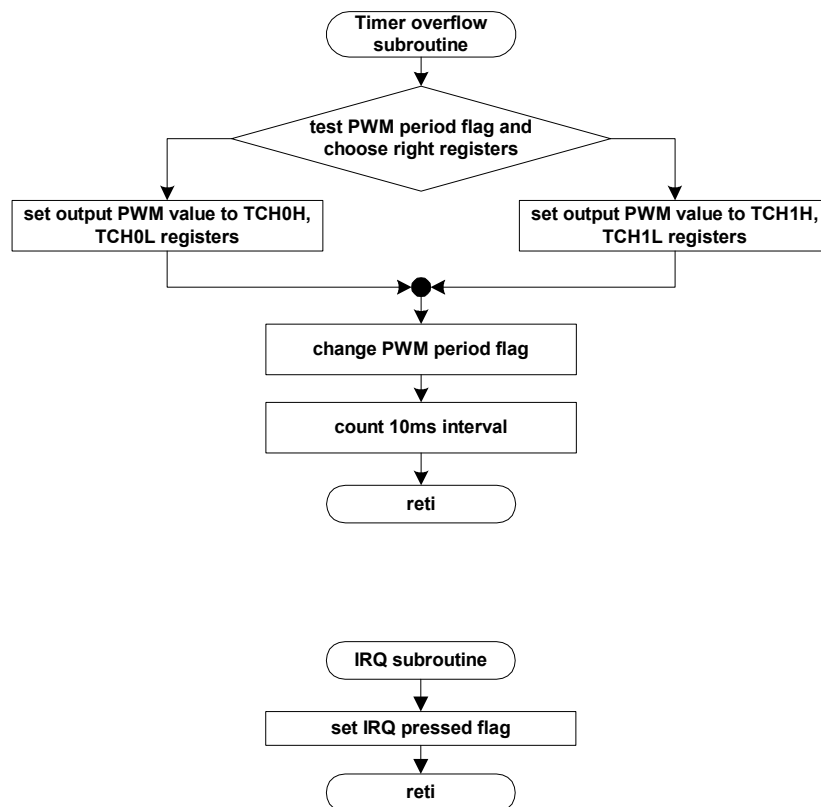 Timer overflow
subroutine
test PWM period flag and
choose right registers
set output PWM value to TCH0H,
TCH0L registers
set output PWM value to TCH1H,
TCH1L registers
change PWM period flag
count 10ms interval
reti
IRQ subroutine
set IRQ pressed flag
reti